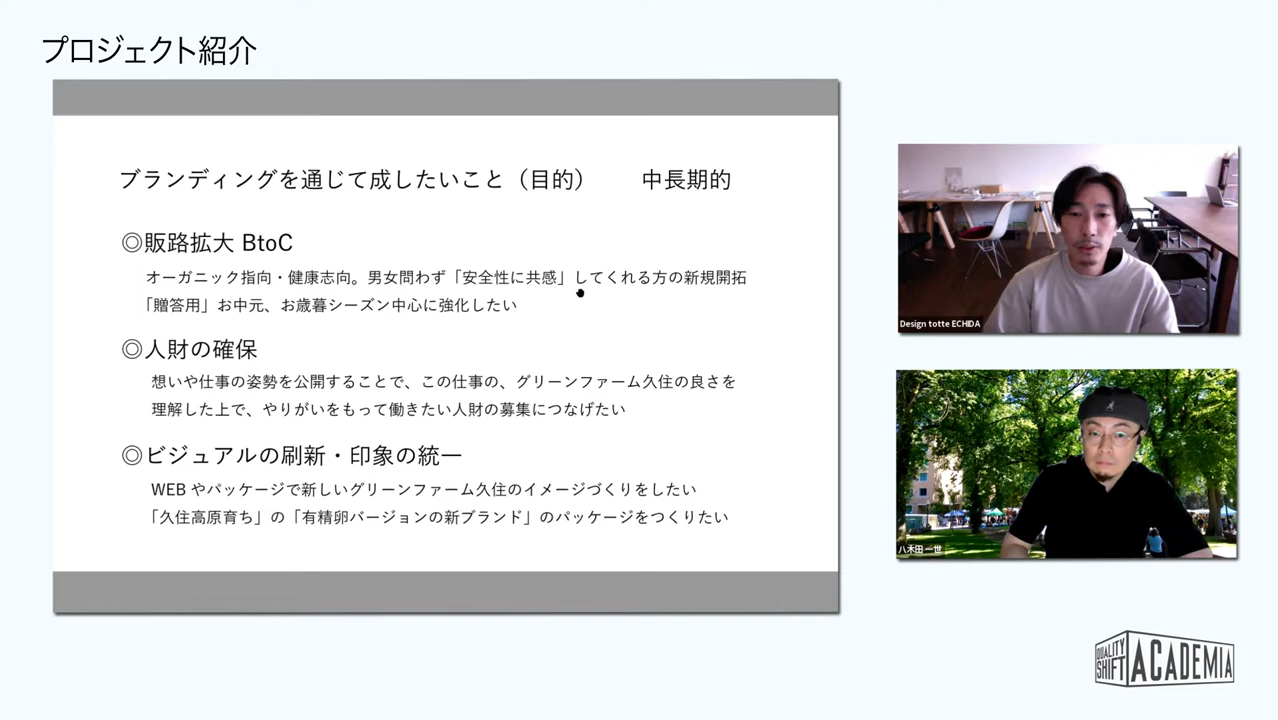 プロジェクト紹介
ブランディングを通じて成したいこと（目的）　　中長期的
◎販路拡大 BtoC
オーガニック指向・健康志向。男女問わず「安全性に共感」してくれる方の新規開拓
「贈答用」お中元、お歳暮シーズン中心に強化したい
◎人財の確保
想いや仕事の姿勢を公開することで、この仕事の、グリーンファーム久住の良さを
理解した上で、やりがいをもって働きたい人財の募集につなげたい
◎ビジュアルの刷新・印象の統一
WEB やパッケージで新しいグリーンファーム久住のイメージづくりをしたい
「久住高原育ち」の「有精卵バージョンの新ブランド」のパッケージをつくりたい
Design totte ECHIDA
八木田 一世
QUALITY
SHIFT
ACADEMIA